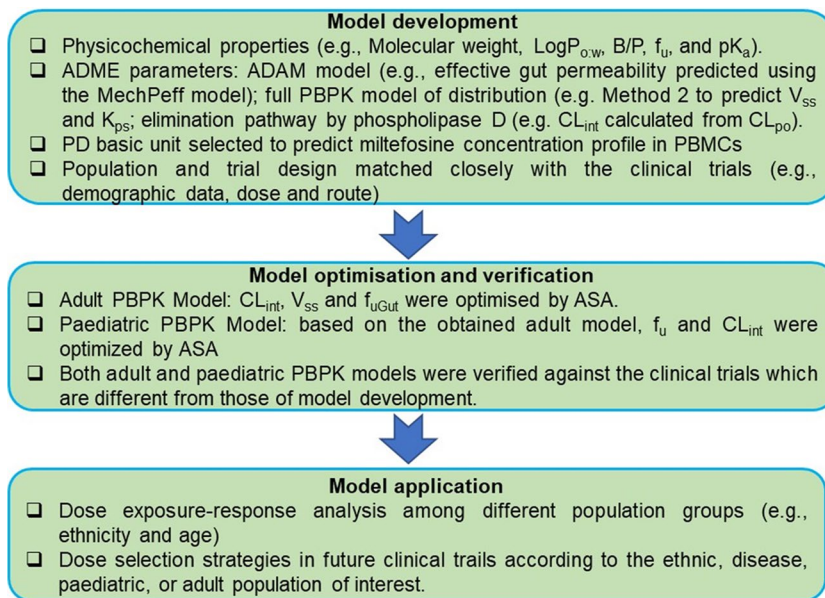 Model development
❑ Physicochemical properties (e.g., Molecular weight, LogPo:w, B/P, fu, and pKa).
❑ ADME parameters: ADAM model (e.g., effective gut permeability predicted using
the MechPeff model); full PBPK model of distribution (e.g. Method 2 to predict Vss
and Kps; elimination pathway by phospholipase D (e.g. CLint calculated from CLpo).
❑ PD basic unit selected to predict miltefosine concentration profile in PBMCs
❑ Population and trial design matched closely with the clinical trials (e.g.,
demographic data, dose and route)
Model optimisation and verification
❑ Adult PBPK Model: CLint, Vss and fuGut were optimised by ASA.
❑ Paediatric PBPK Model: based on the obtained adult model, fu and CLint were
optimized by ASA
❑ Both adult and paediatric PBPK models were verified against the clinical trials which
are different from those of model development.
Model application
❑ Dose exposure-response analysis among different population groups (e.g.,
ethnicity and age)
❑ Dose selection strategies in future clinical trails according to the ethnic, disease,
paediatric, or adult population of interest.